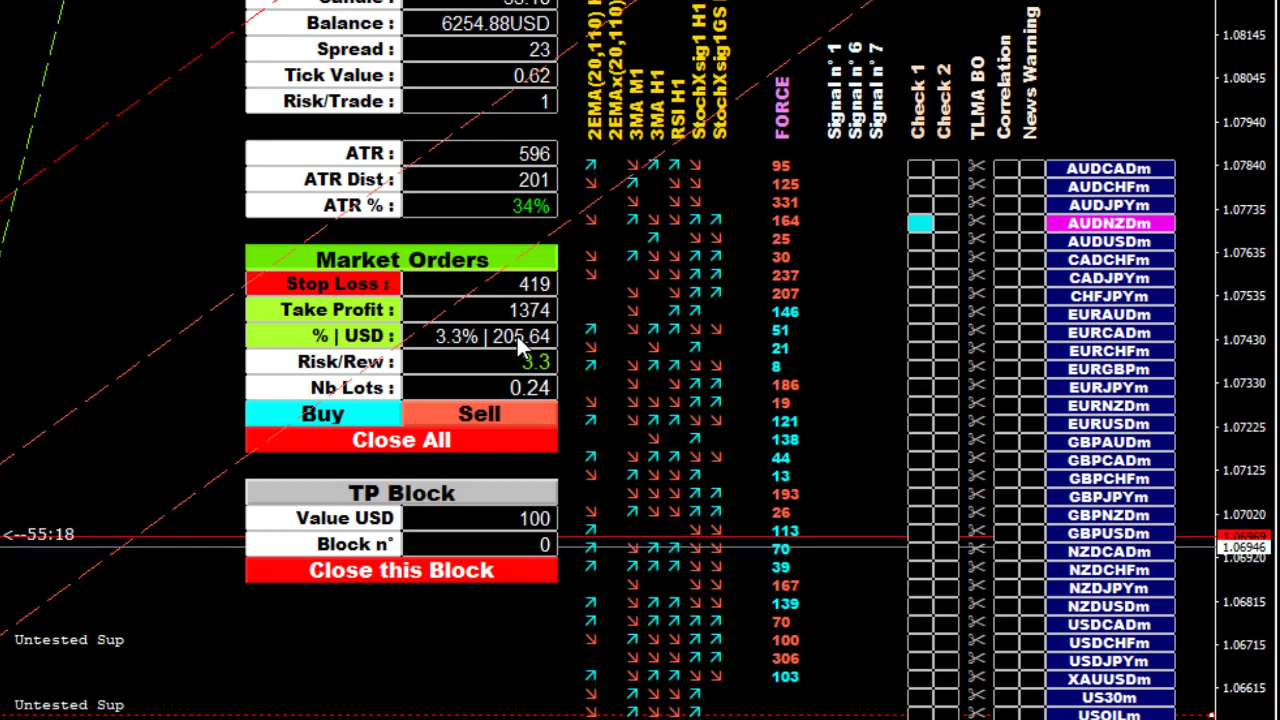 Balance : 6254.88USD
Spread : 23
Tick Value : 0.62
Risk/Trade : 1
ATR : 596
ATR Dist : 201
ATR % : 34%
Market Orders
Stop Loss : 419
Take Profit : 1374
% | USD : 3.3% | 205.64
Risk/Rew : 3.3
Nb Lots : 0.24
Buy Sell
Close All
TP Block
Value USD 100
Block n° 0
Close this Block
<--55:18
Untested Sup
Untested Sup
2EMA(20,110)
2EMAx(20,110)
3MA M1
3MA H1
RSI H1
StochXsig1 H1
StochXsig1GS
FORCE
Signal n° 1
Signal n° 6
Signal n° 7
Check 1
Check 2
TLMA BO
Correlation
News Warning
95 AUDCADm
125 AUDCHFm
331 AUDJPYm
164 AUDNZDm
25 AUDUSDm
30 CADCHFm
237 CADJPYm
207 CHFJPYm
146 EURAUDm
51 EURCADm
21 EURCHFm
8 EURGBPm
186 EURJPYm
19 EURNZDm
121 EURUSDm
138 GBPAUDm
44 GBPCADm
13 GBPCHFm
193 GBPJPYm
26 GBPNZDm
113 GBPUSDm
70 NZDCADm
39 NZDCHFm
167 NZDJPYm
139 NZDUSDm
70 USDCADm
100 USDCHFm
306 USDJPYm
103 XAUUSDm
US30m
USOILm
1.08145
1.08045
1.07940
1.07840
1.07735
1.07635
1.07535
1.07430
1.07330
1.07225
1.07125
1.07020
1.06969
1.06946
1.06920
1.06815
1.06715
1.06615